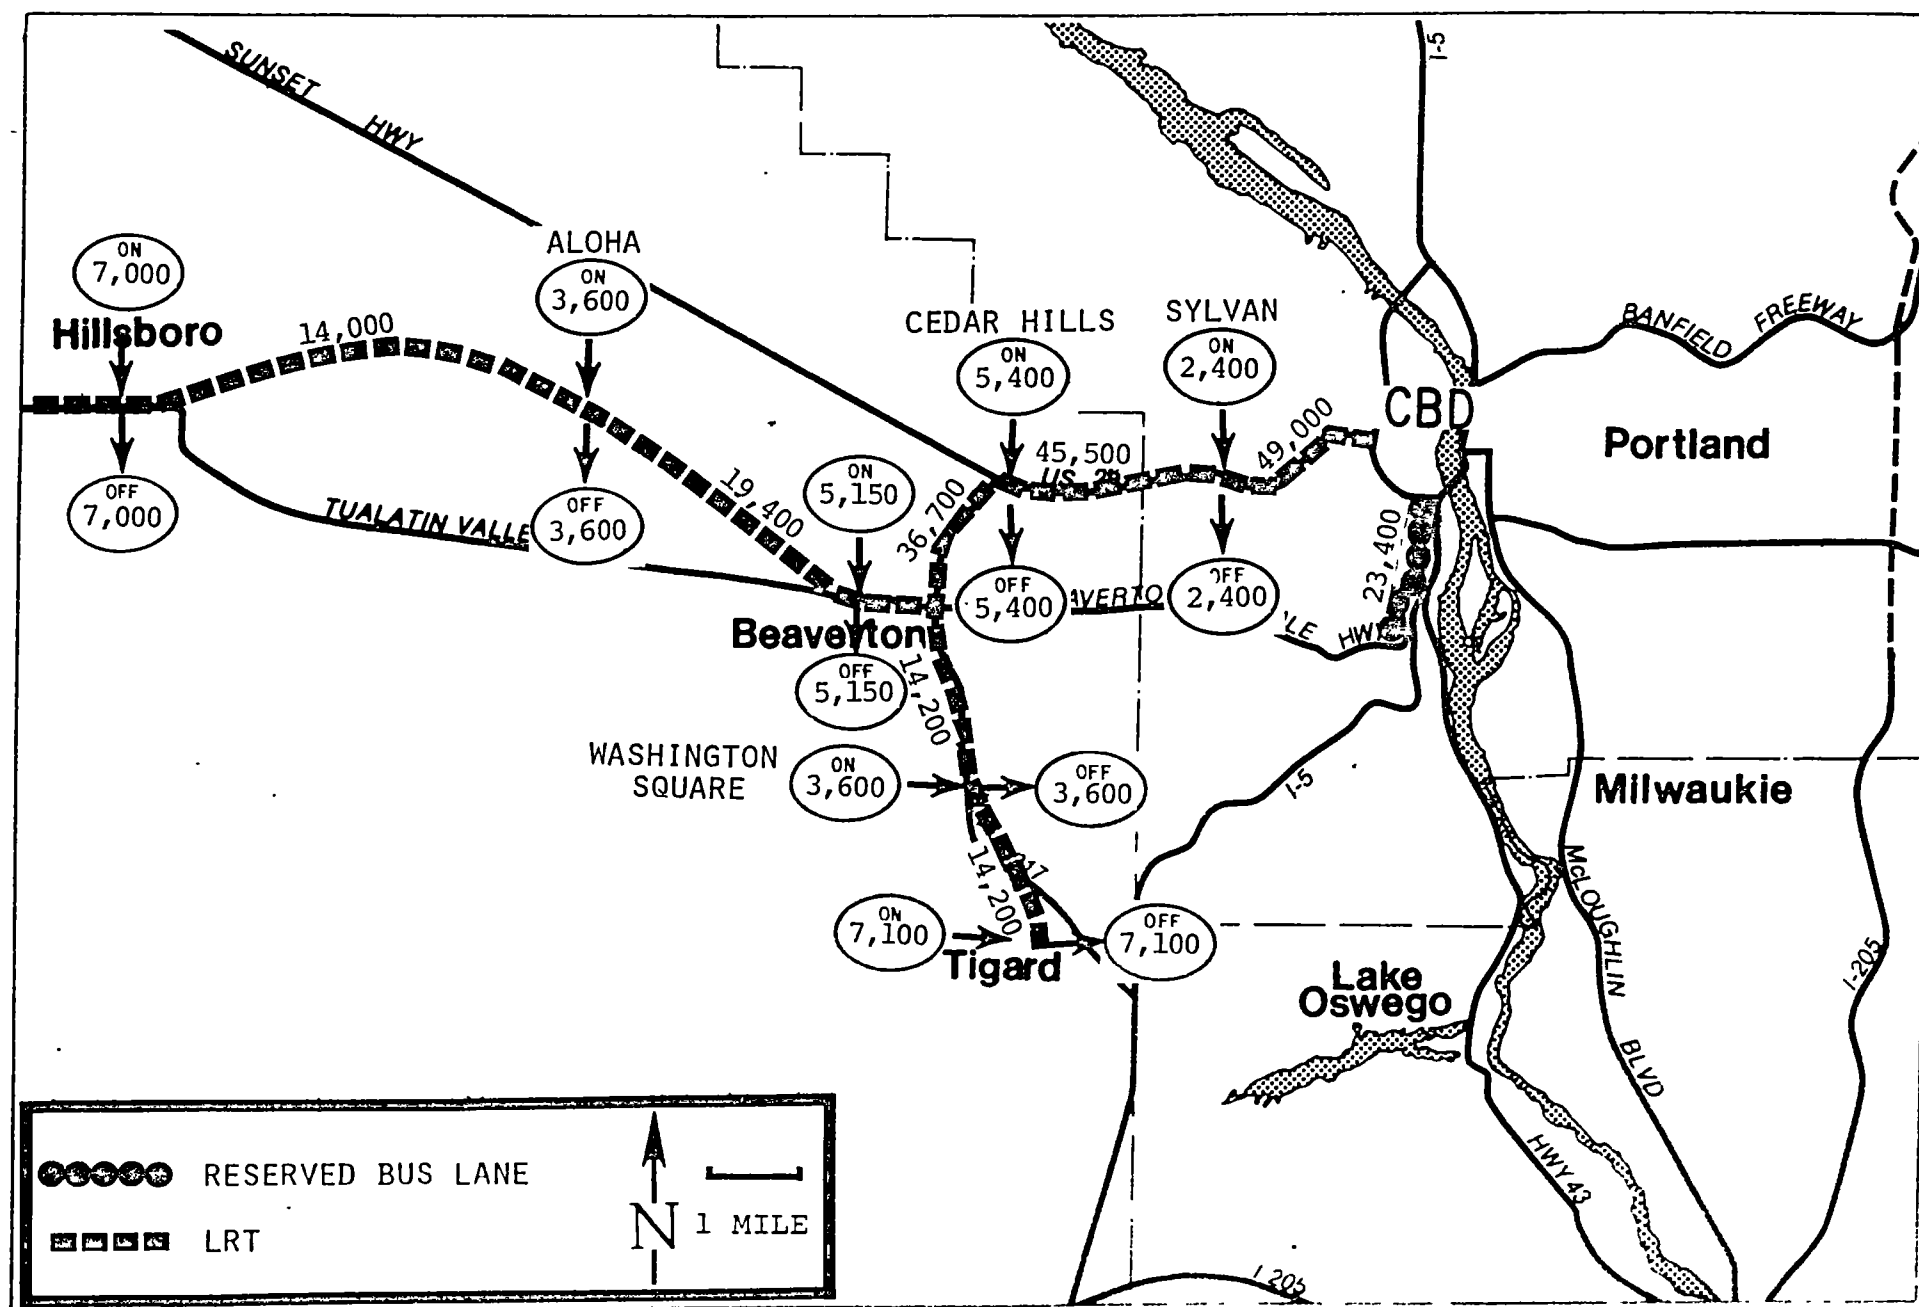 I-5
SUNSET
HWY
ALOHA
ON
7,000
ON
3,600
Hillsboro
14,000
CEDAR HILLS
SYLVAN
ON
5,400
ON
2,400
BANFIELD FREEWAY
CBD
Portland
45,500
49,000
19,400
36,700
ON
5,150
OFF
7,000
TUALATIN VALLE
OFF
3,600
23,400
OFF
5,400
AVERTO
OFF
2,400
LE HWY
Beaverton
OFF
5,150
14,200
WASHINGTON
SQUARE
ON
3,600
OFF
3,600
I-5
Milwaukie
14,200
ON
7,100
OFF
7,100
Tigard
McLOUGHLIN
BLVD
Lake
Oswego
I-205
HWY 43
I-205
RESERVED BUS LANE
LRT
N
1 MILE